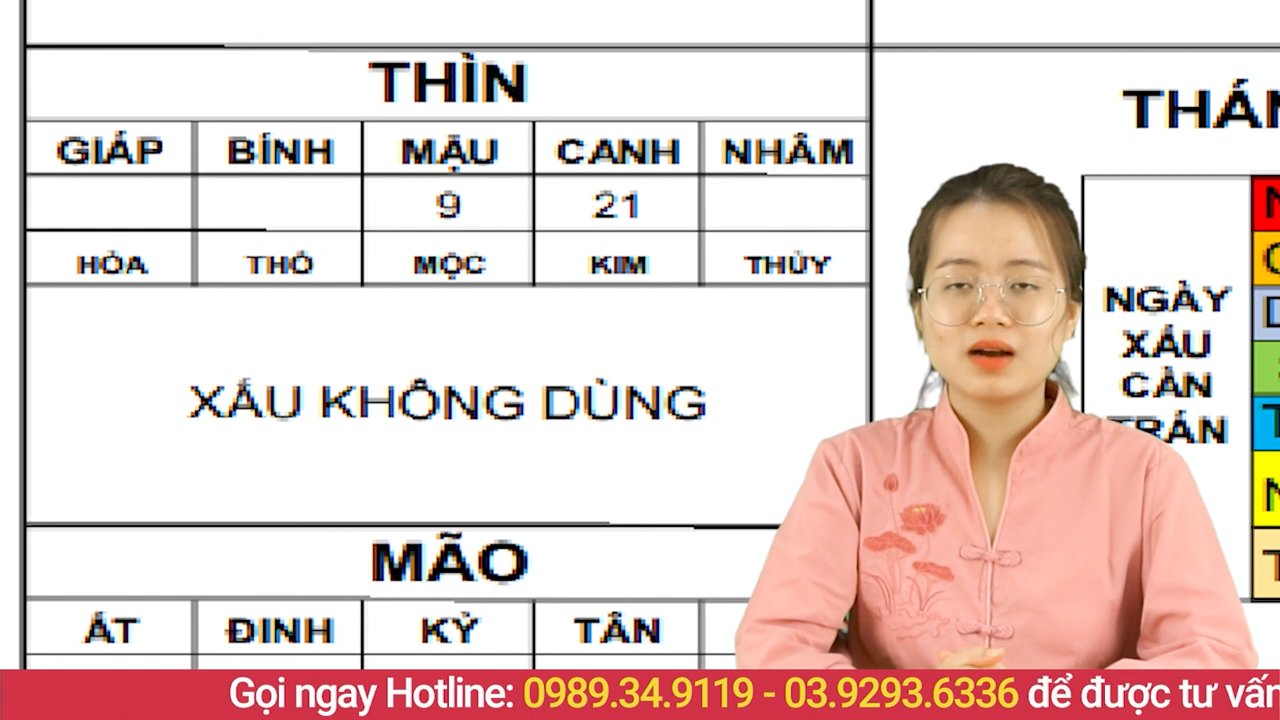 THÌN
GIÁP BÍNH MẬU CANH NHÂM
9 21
HỎA THỔ MỘC KIM THỦY
XẤU KHÔNG DÙNG
MÃO
ẤT ĐINH KỶ TÂN
NGÀY
XẤU
CẦN
TRÁN
Gọi ngay Hotline: 0989.34.9119 - 03.9293.6336 để được tư vấn